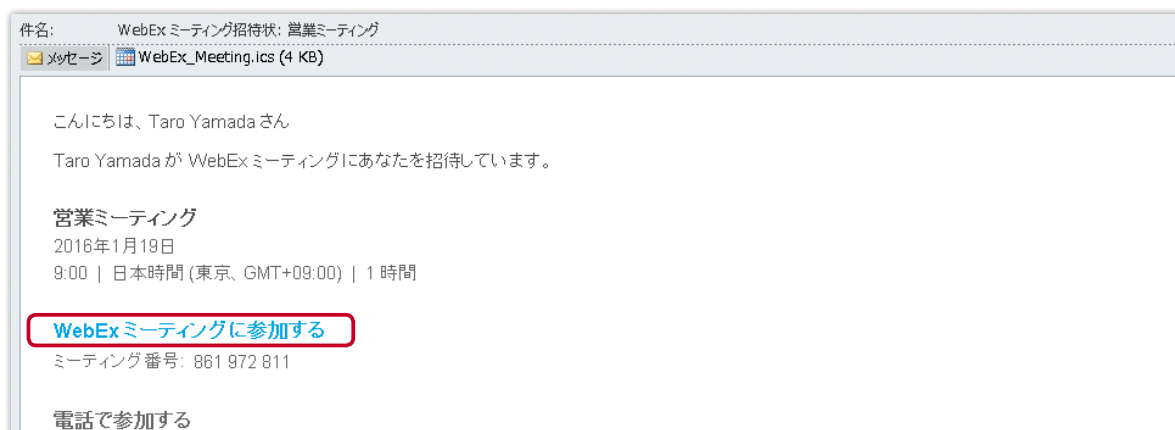 件名: WebEx ミーティング招待状: 営業ミーティング
メッセージ WebEx_Meeting.ics (4 KB)
こんにちは、Taro Yamada さん
Taro Yamada が WebEx ミーティングにあなたを招待しています。
営業ミーティング
2016年1月19日
9:00 | 日本時間 (東京、GMT+09:00) | 1 時間
WebEx ミーティングに参加する
ミーティング番号: 861 972 811
電話で参加する